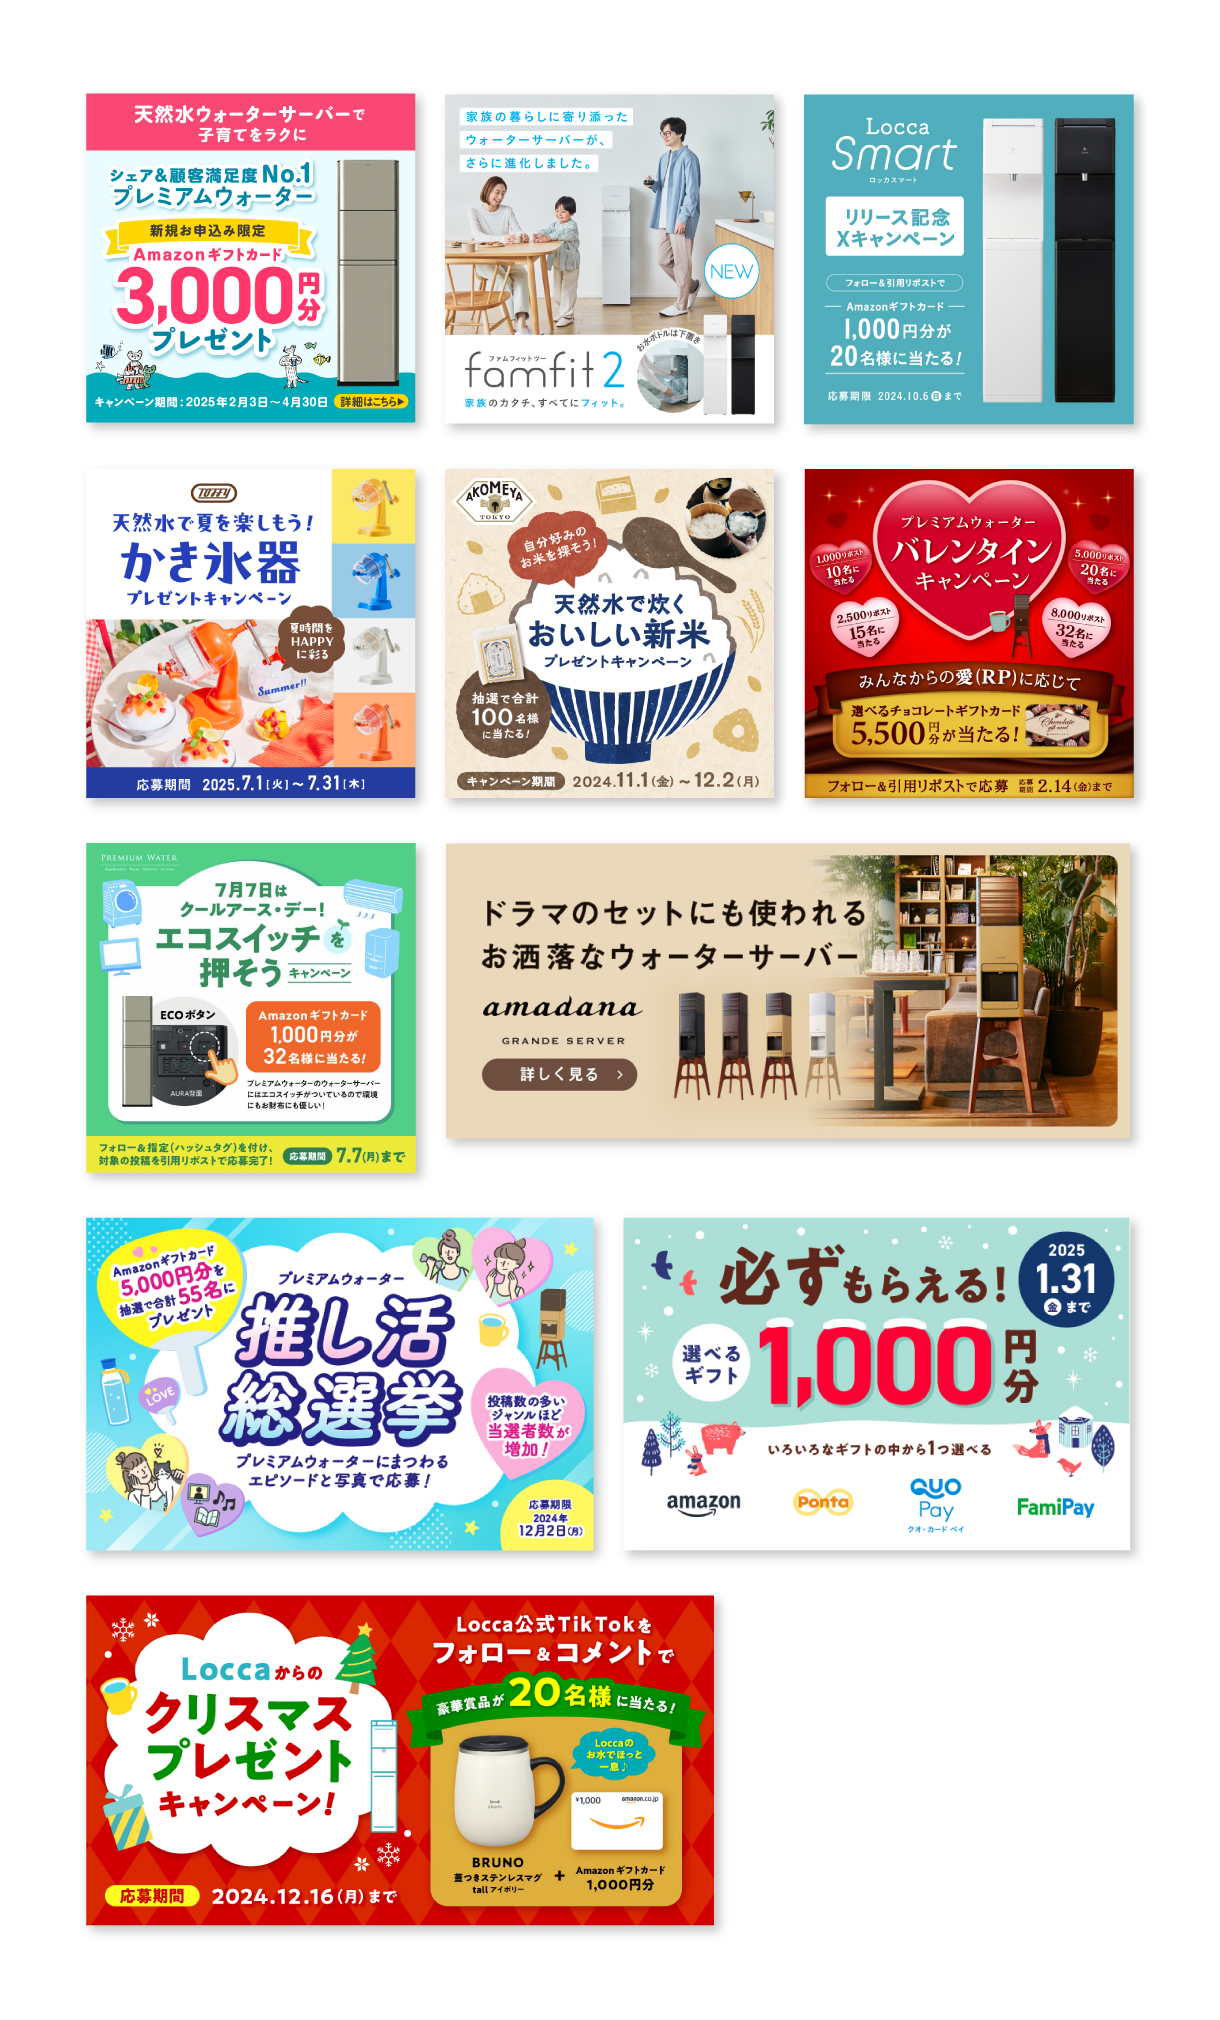 天然水ウォーターサーバーで
子育てをラクに
シェア&顧客満足度No.1
プレミアムウォーター
新規お申込み限定
Amazonギフトカード
3,000円分
プレゼント
キャンペーン期間:2025年2月3日〜4月30日 詳細はこちら▶
家族の暮らしに寄り添った
ウォーターサーバーが、
さらに進化しました。
NEW
お水ボトルは下置き
ファムフィットツー
famfit2
家族のカタチ、すべてにフィット。
Locca
Smart
ロッカスマート
リリース記念
Xキャンペーン
フォロー&引用リポストで
Amazonギフトカード
1,000円分が
20名様に当たる!
応募期限 2024.10.6(日)まで
TOFFY
天然水で夏を楽しもう!
かき氷器
プレゼントキャンペーン
夏時間を
HAPPY
に彩る
Summer!!
応募期間 2025.7.1[火]〜7.31[木]
AKOMEYA
TOKYO
自分好みの
お米を探そう!
天然水で炊く
おいしい新米
プレゼントキャンペーン
抽選で合計
100名様
に当たる!
キャンペーン期間 2024.11.1(金)〜12.2(月)
プレミアムウォーター
バレンタイン
キャンペーン
1,000リポスト
10名に
当たる
5,000リポスト
20名に
当たる
2,500リポスト
15名に
当たる
8,000リポスト
32名に
当たる
みんなからの愛(RP)に応じて
選べるチョコレートギフトカード
5,500円分が当たる!
Chocolate
フォロー&引用リポストで応募 応募期間 2.14(金)まで
PREMIUM WATER
7月7日は
クールアース・デー!
エコスイッチを
押そう キャンペーン
ECOボタン
AURA背面
Amazonギフトカード
1,000円分が
32名様に当たる!
プレミアムウォーターのウォーターサーバー
にはエコスイッチがついているので環境
にもお財布にも優しい!
フォロー&指定(ハッシュタグ)を付け、
対象の投稿を引用リポストで応募完了!
応募期間 7.7(月)まで
ドラマのセットにも使われる
お洒落なウォーターサーバー
amadana
GRANDE SERVER
詳しく見る
Amazonギフトカード
5,000円分を
抽選で合計55名に
プレゼント
プレミアムウォーター
推し活
総選挙
プレミアムウォーターにまつわる
エピソードと写真で応募!
LOVE
投稿数の多い
ジャンルほど
当選者数が
増加!
応募期限
2024年
12月2日(月)
必ずもらえる!
2025
1.31
(金)まで
選べる
ギフト
1,000円分
いろいろなギフトの中から1つ選べる
amazon
Ponta
QUO
Pay
クオ・カード ペイ
FamiPay
Loccaからの
クリスマス
プレゼント
キャンペーン!
応募期間 2024.12.16(月)まで
Locca公式TikTokを
フォロー&コメントで
豪華賞品が20名様に当たる!
Loccaの
お水でほっと
一息♪
¥1,000 amazon.co.jp
BRUNO
蓋つきステンレスマグ
tall アイボリー
+
Amazonギフトカード
1,000円分